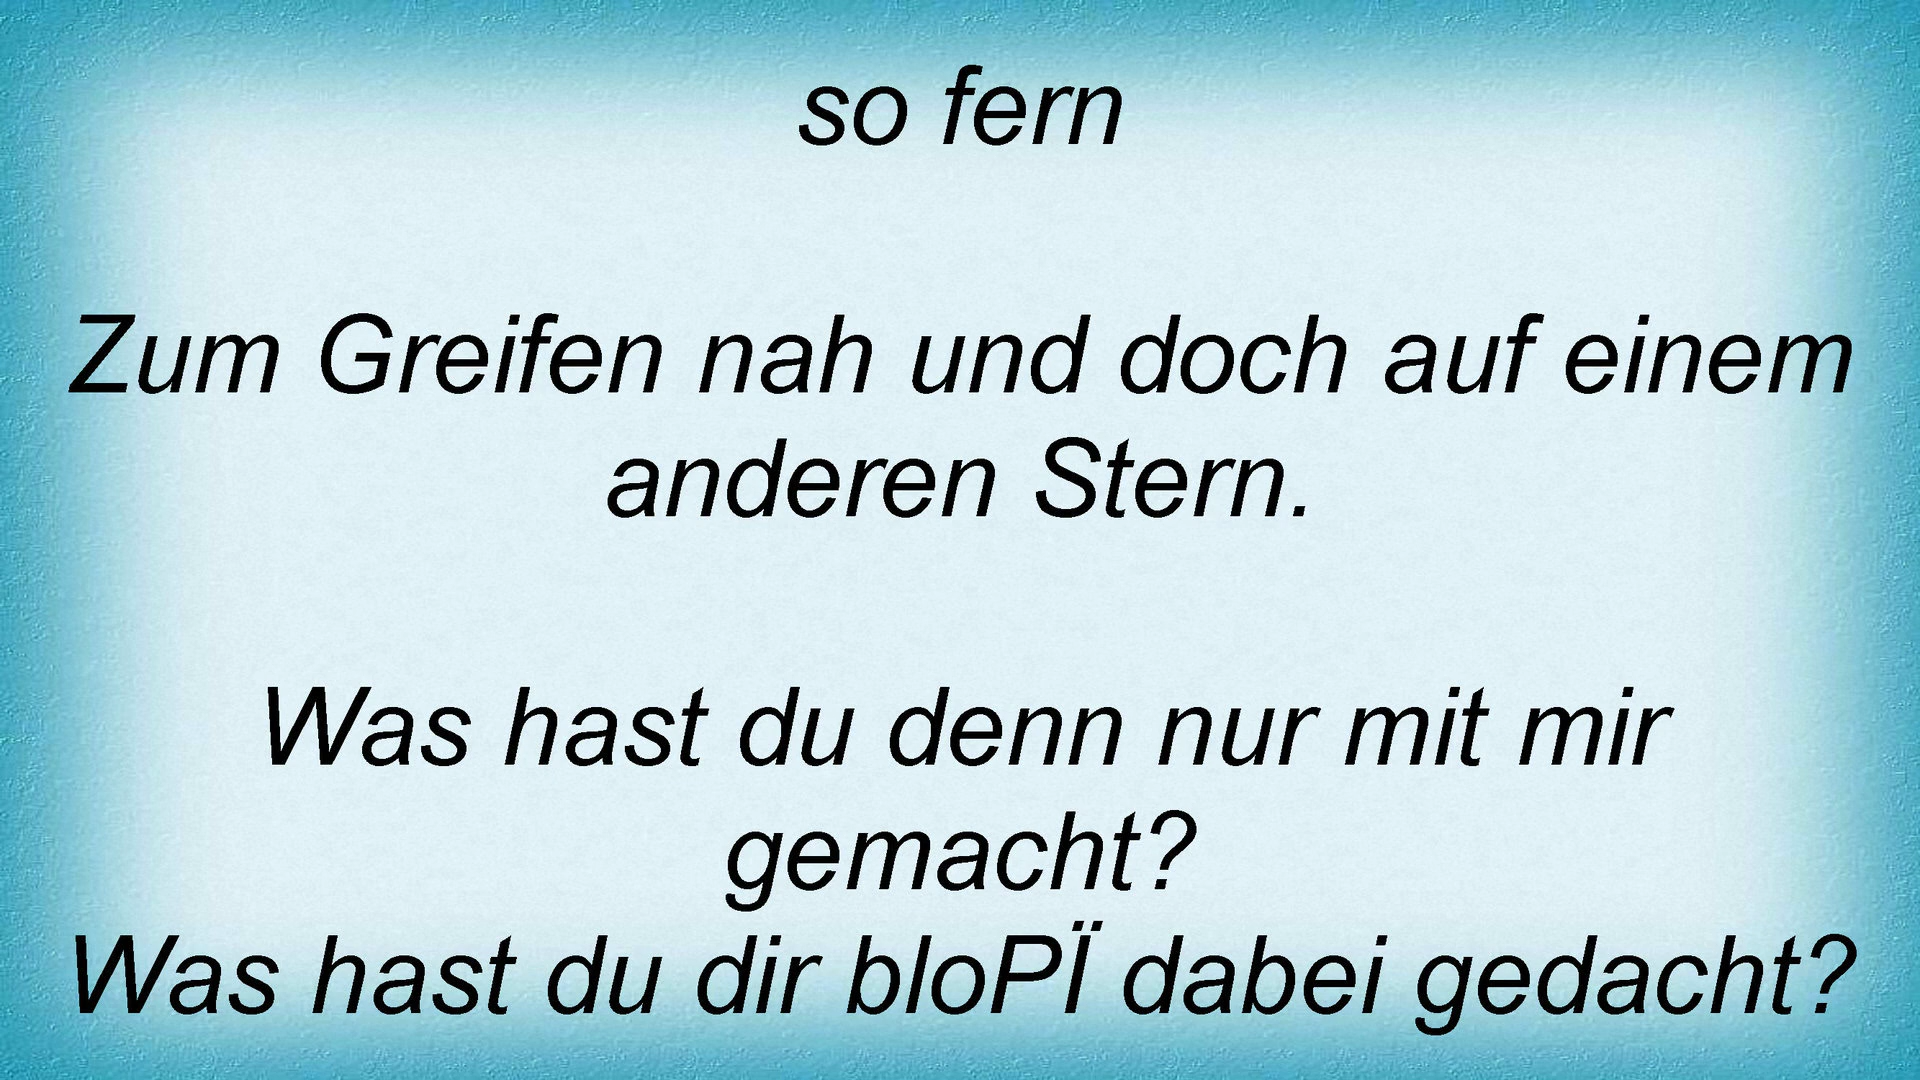 so fern
Zum Greifen nah und doch auf einem
anderen Stern.
Was hast du denn nur mit mir
gemacht?
Was hast du dir bloPÏ dabei gedacht?